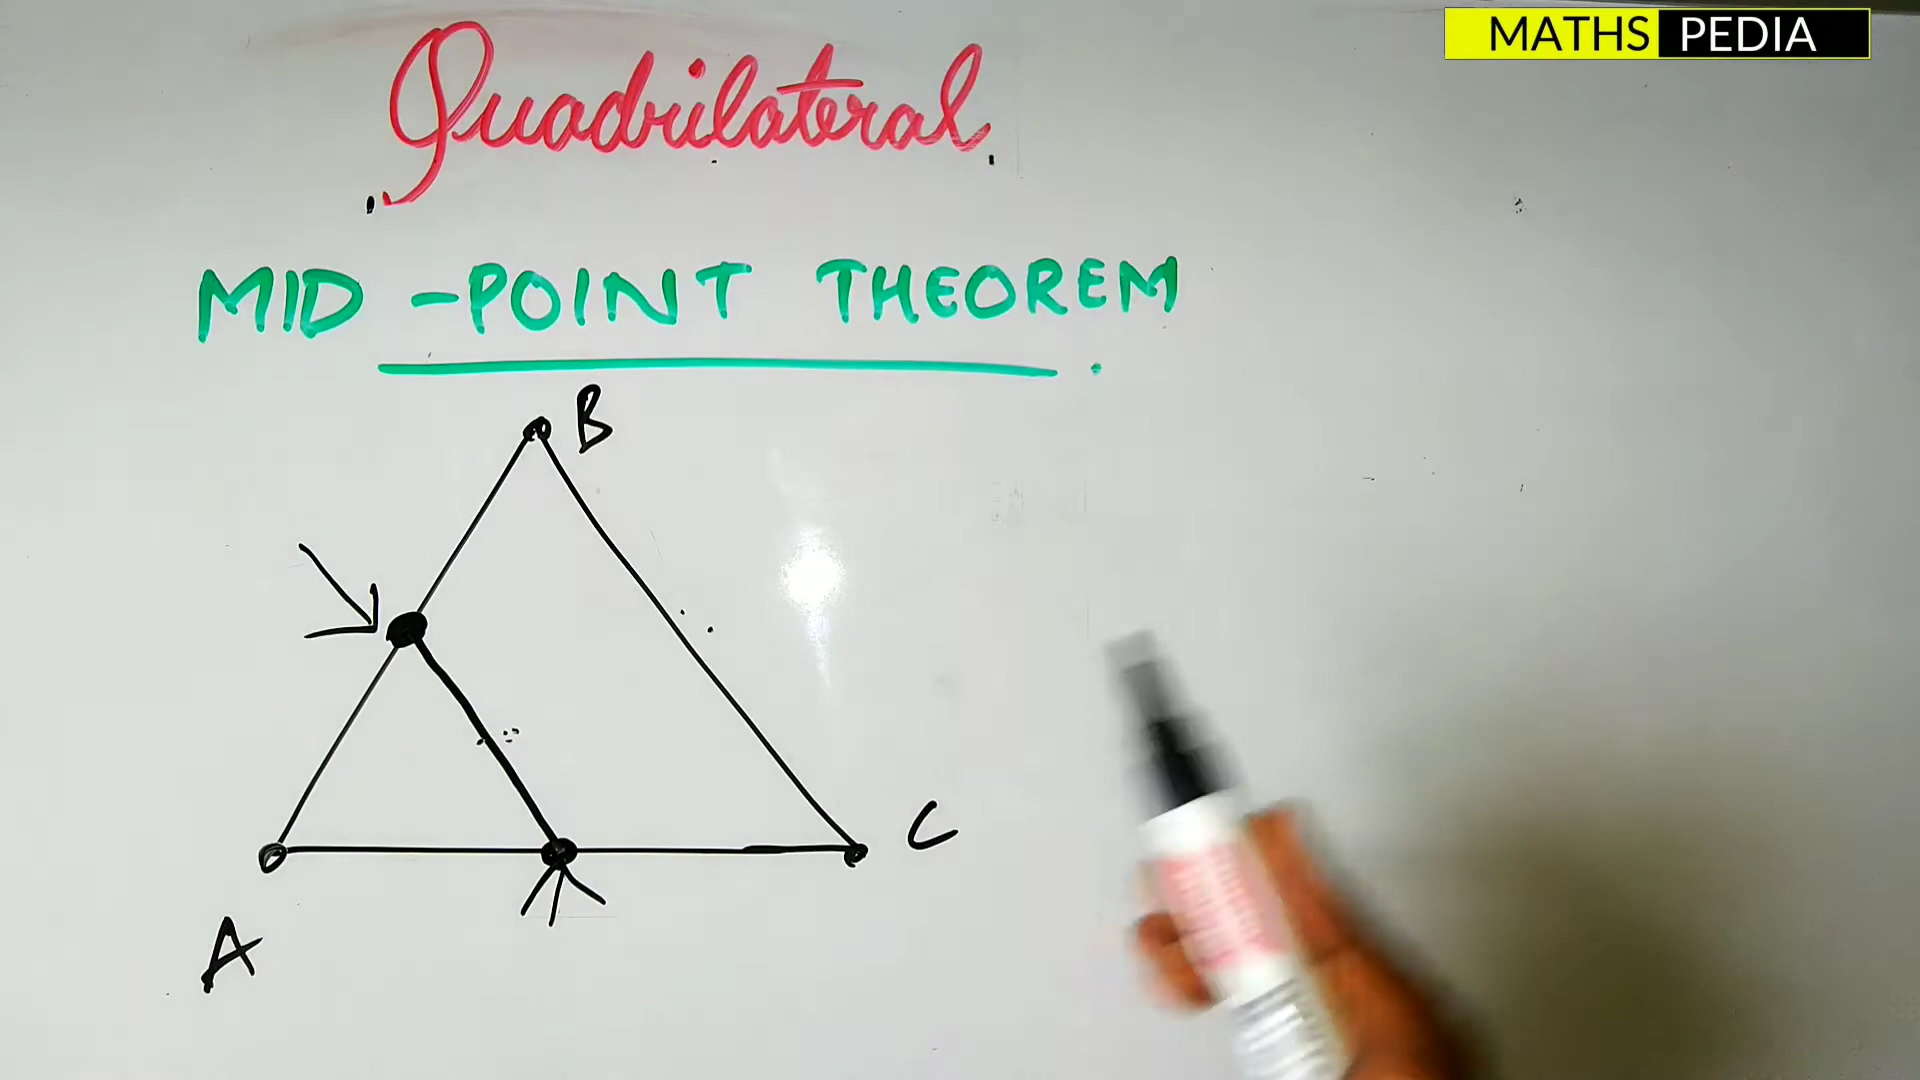 MATHS PEDIA
Quadrilateral
MID-POINT THEOREM
B
C
A